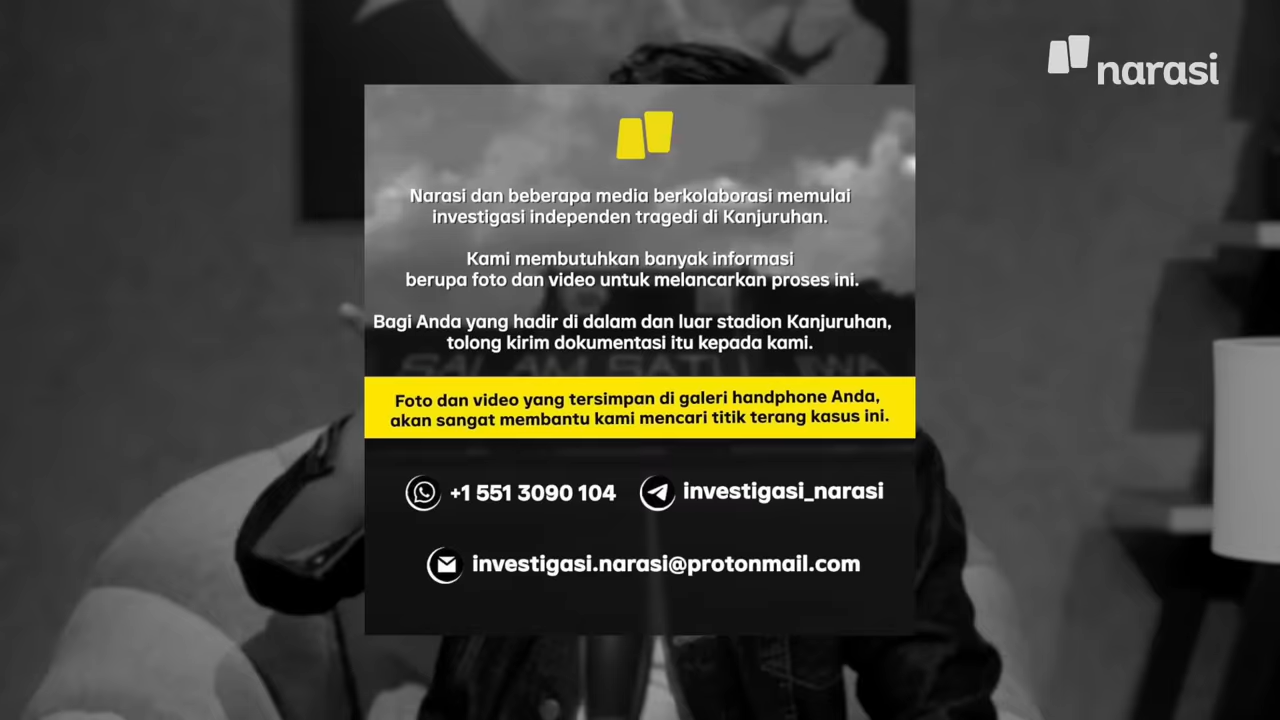 narasi
Narasi dan beberapa media berkolaborasi memulai
investigasi independen tragedi di Kanjuruhan.
Kami membutuhkan banyak informasi
berupa foto dan video untuk melancarkan proses ini.
Bagi Anda yang hadir di dalam dan luar stadion Kanjuruhan,
tolong kirim dokumentasi itu kepada kami.
SALAM SATU
Foto dan video yang tersimpan di galeri handphone Anda,
akan sangat membantu kami mencari titik terang kasus ini.
+1 551 3090 104
investigasi_narasi
investigasi.narasi@protonmail.com